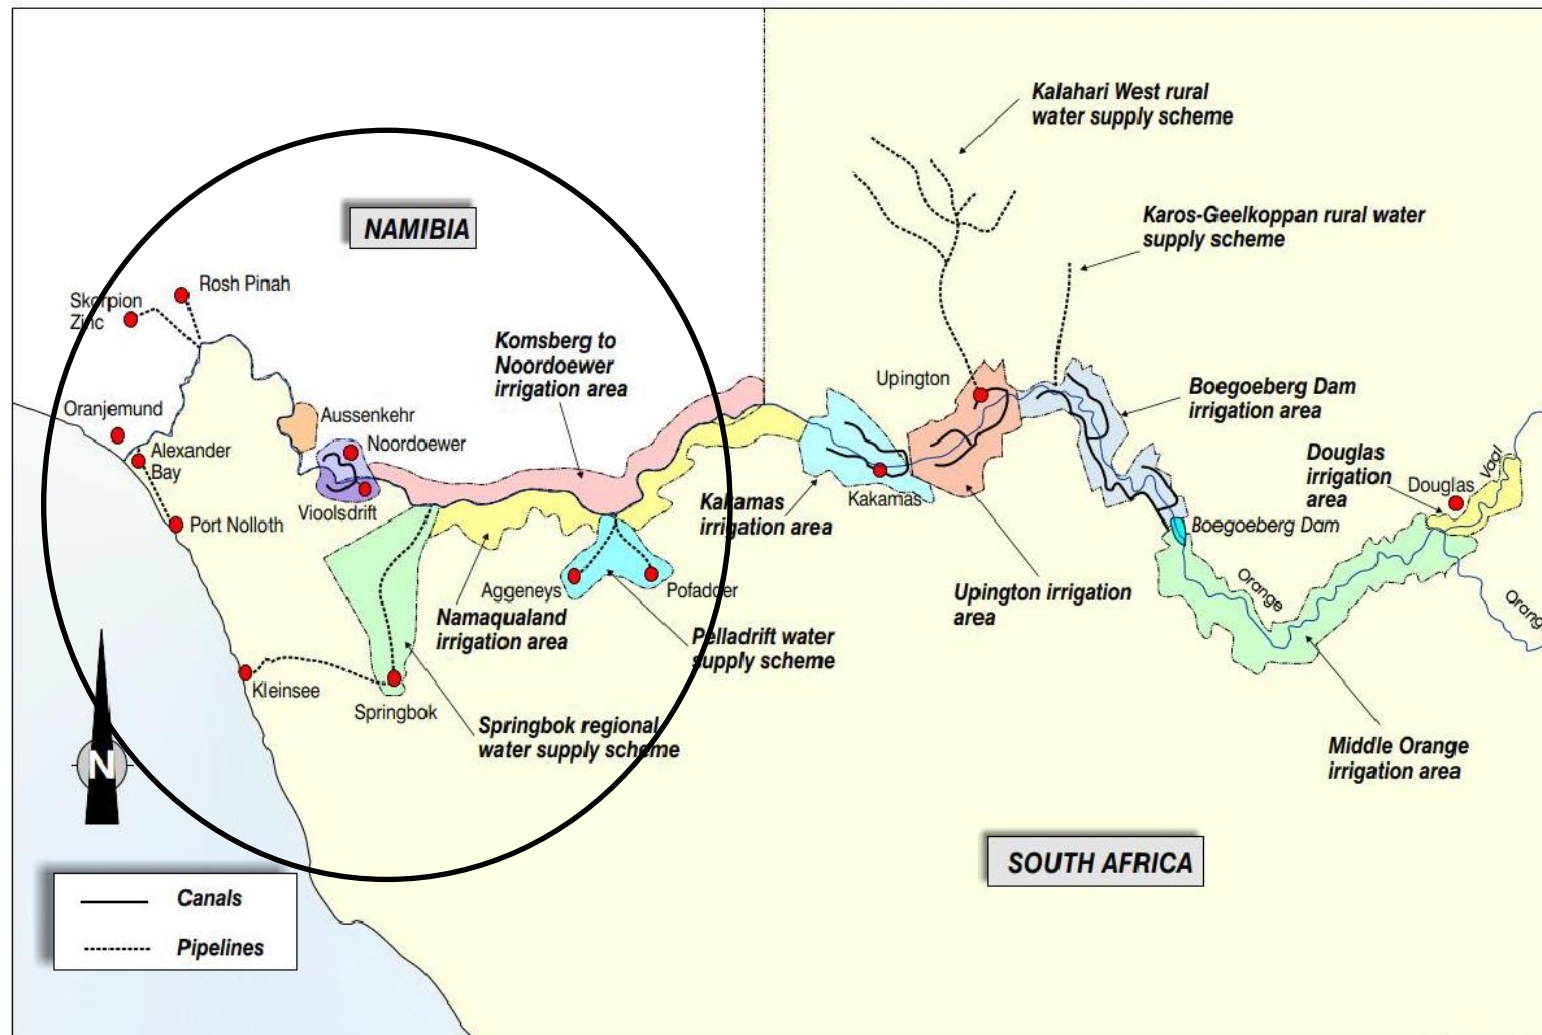 Kalahari West rural
water supply scheme
Karos-Geelkoppan rural water
supply scheme
NAMIBIA
Rosh Pinah
Skorpion
Zinc
Komsberg to
Noordoewer
irrigation area
Upington
Boegoeberg Dam
irrigation area
Oranjemund
Aussenkehr
Noordoewer
Alexander
Bay
Douglas
irrigation
area
Vaal
Douglas
Kakamas
Kakamas
irrigation area
Vioolsdrift
Port Nolloth
Boegoeberg Dam
Aggeneys
Pofadder
Orange
Orang
Upington irrigation
area
Namaqualand
irrigation area
Pelladrift water
supply scheme
Kleinsee
Springbok
Springbok regional
water supply scheme
Middle Orange
irrigation area
N
SOUTH AFRICA
Canals
Pipelines